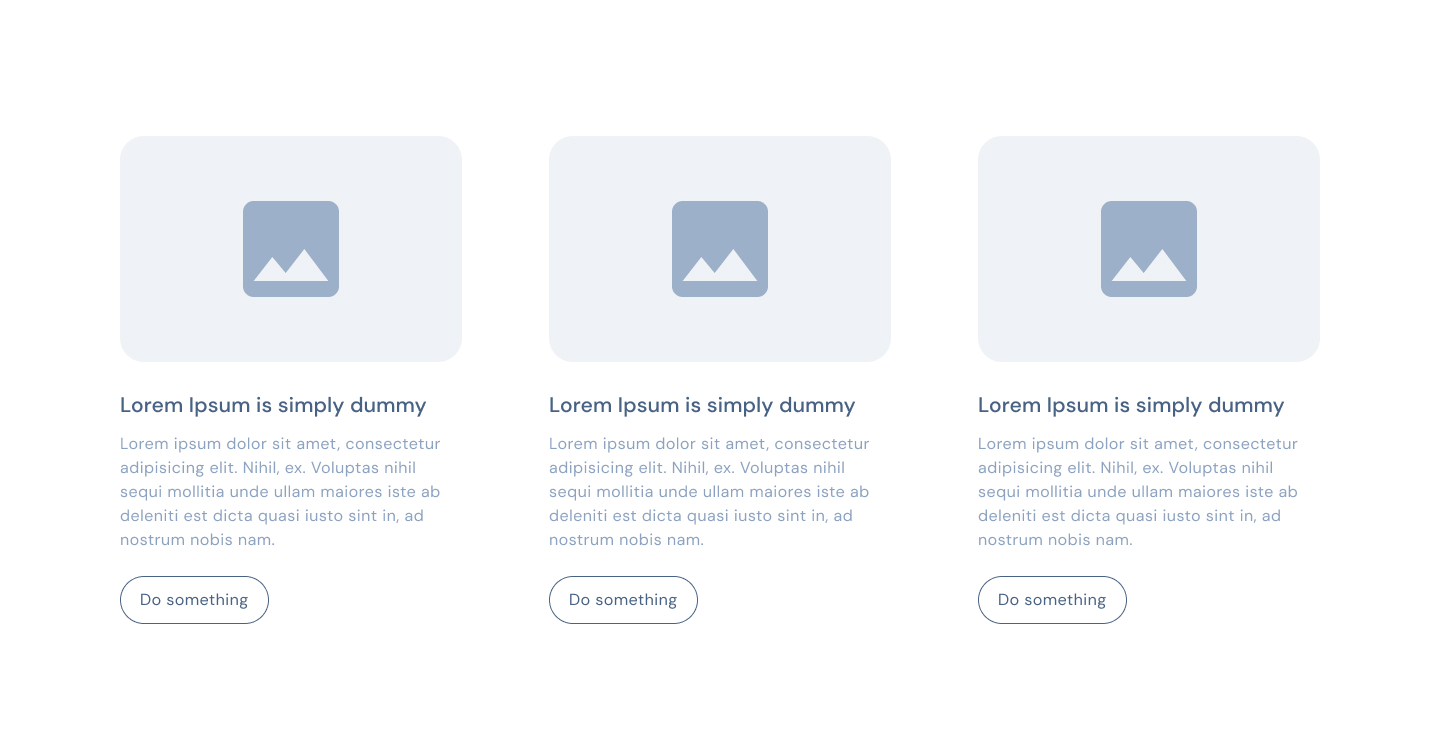 Lorem Ipsum is simply dummy
Lorem ipsum dolor sit amet, consectetur
adipisicing elit. Nihil, ex. Voluptas nihil
sequi mollitia unde ullam maiores iste ab
deleniti est dicta quasi iusto sint in, ad
nostrum nobis nam.
Do something
Lorem Ipsum is simply dummy
Lorem ipsum dolor sit amet, consectetur
adipisicing elit. Nihil, ex. Voluptas nihil
sequi mollitia unde ullam maiores iste ab
deleniti est dicta quasi iusto sint in, ad
nostrum nobis nam.
Do something
Lorem Ipsum is simply dummy
Lorem ipsum dolor sit amet, consectetur
adipisicing elit. Nihil, ex. Voluptas nihil
sequi mollitia unde ullam maiores iste ab
deleniti est dicta quasi iusto sint in, ad
nostrum nobis nam.
Do something